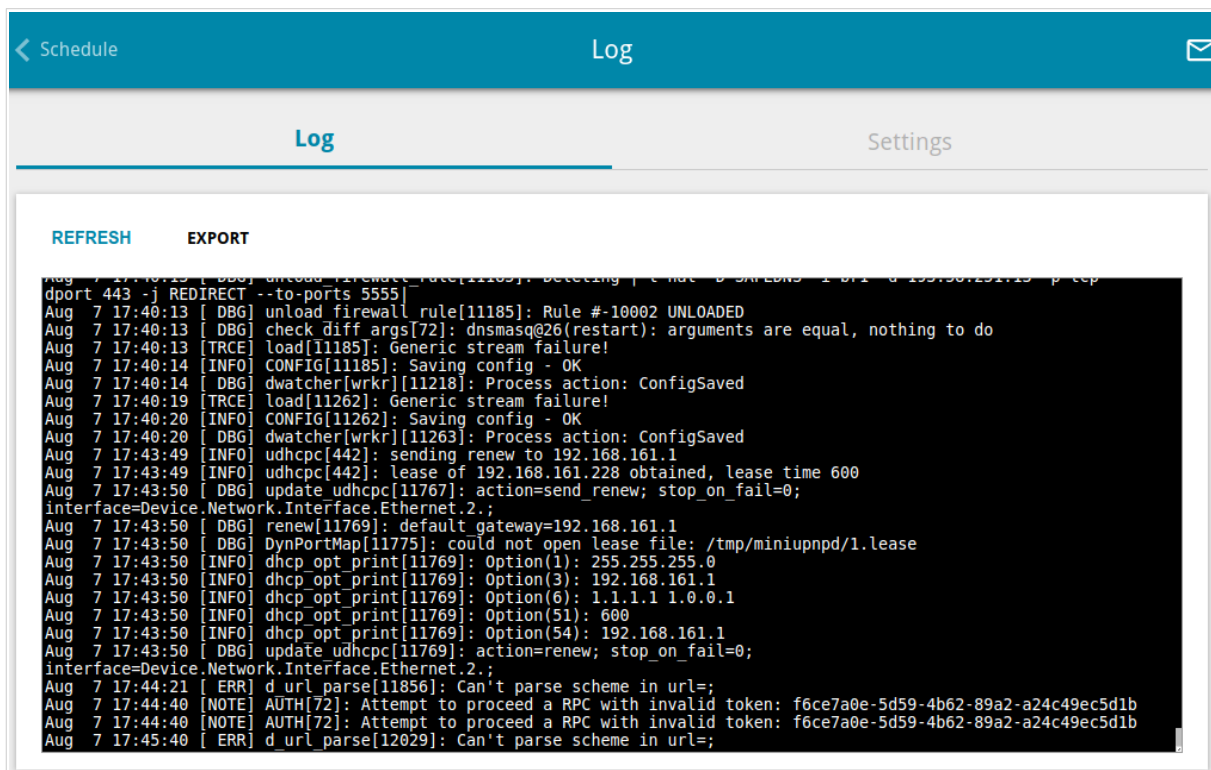 Schedule
Log
Log
Settings
REFRESH
EXPORT
dport 443 -j REDIRECT --to-ports 5555|
Aug  7 17:40:13 [ DBG] unload_firewall_rule[11185]: Rule #-10002 UNLOADED
Aug  7 17:40:13 [ DBG] check_diff_args[72]: dnsmasq@26(restart): arguments are equal, nothing to do
Aug  7 17:40:13 [TRCE] load[11185]: Generic stream failure!
Aug  7 17:40:14 [INFO] CONFIG[11185]: Saving config - OK
Aug  7 17:40:14 [ DBG] dwatcher[wrkr][11218]: Process action: ConfigSaved
Aug  7 17:40:19 [TRCE] load[11262]: Generic stream failure!
Aug  7 17:40:20 [INFO] CONFIG[11262]: Saving config - OK
Aug  7 17:40:20 [ DBG] dwatcher[wrkr][11263]: Process action: ConfigSaved
Aug  7 17:43:49 [INFO] udhcpc[442]: sending renew to 192.168.161.1
Aug  7 17:43:49 [INFO] udhcpc[442]: lease of 192.168.161.228 obtained, lease time 600
Aug  7 17:43:50 [ DBG] update_udhcpc[11767]: action=send_renew; stop_on_fail=0;
interface=Device.Network.Interface.Ethernet.2.;
Aug  7 17:43:50 [ DBG] renew[11769]: default_gateway=192.168.161.1
Aug  7 17:43:50 [ DBG] DynPortMap[11775]: could not open lease file: /tmp/miniupnpd/1.lease
Aug  7 17:43:50 [INFO] dhcp_opt_print[11769]: Option(1): 255.255.255.0
Aug  7 17:43:50 [INFO] dhcp_opt_print[11769]: Option(3): 192.168.161.1
Aug  7 17:43:50 [INFO] dhcp_opt_print[11769]: Option(6): 1.1.1.1 1.0.0.1
Aug  7 17:43:50 [INFO] dhcp_opt_print[11769]: Option(51): 600
Aug  7 17:43:50 [INFO] dhcp_opt_print[11769]: Option(54): 192.168.161.1
Aug  7 17:43:50 [ DBG] update_udhcpc[11769]: action=renew; stop_on_fail=0;
interface=Device.Network.Interface.Ethernet.2.;
Aug  7 17:44:21 [ ERR] d_url_parse[11856]: Can't parse scheme in url=;
Aug  7 17:44:40 [NOTE] AUTH[72]: Attempt to proceed a RPC with invalid token: f6ce7a0e-5d59-4b62-89a2-a24c49ec5d1b
Aug  7 17:44:40 [NOTE] AUTH[72]: Attempt to proceed a RPC with invalid token: f6ce7a0e-5d59-4b62-89a2-a24c49ec5d1b
Aug  7 17:45:40 [ ERR] d_url_parse[12029]: Can't parse scheme in url=;